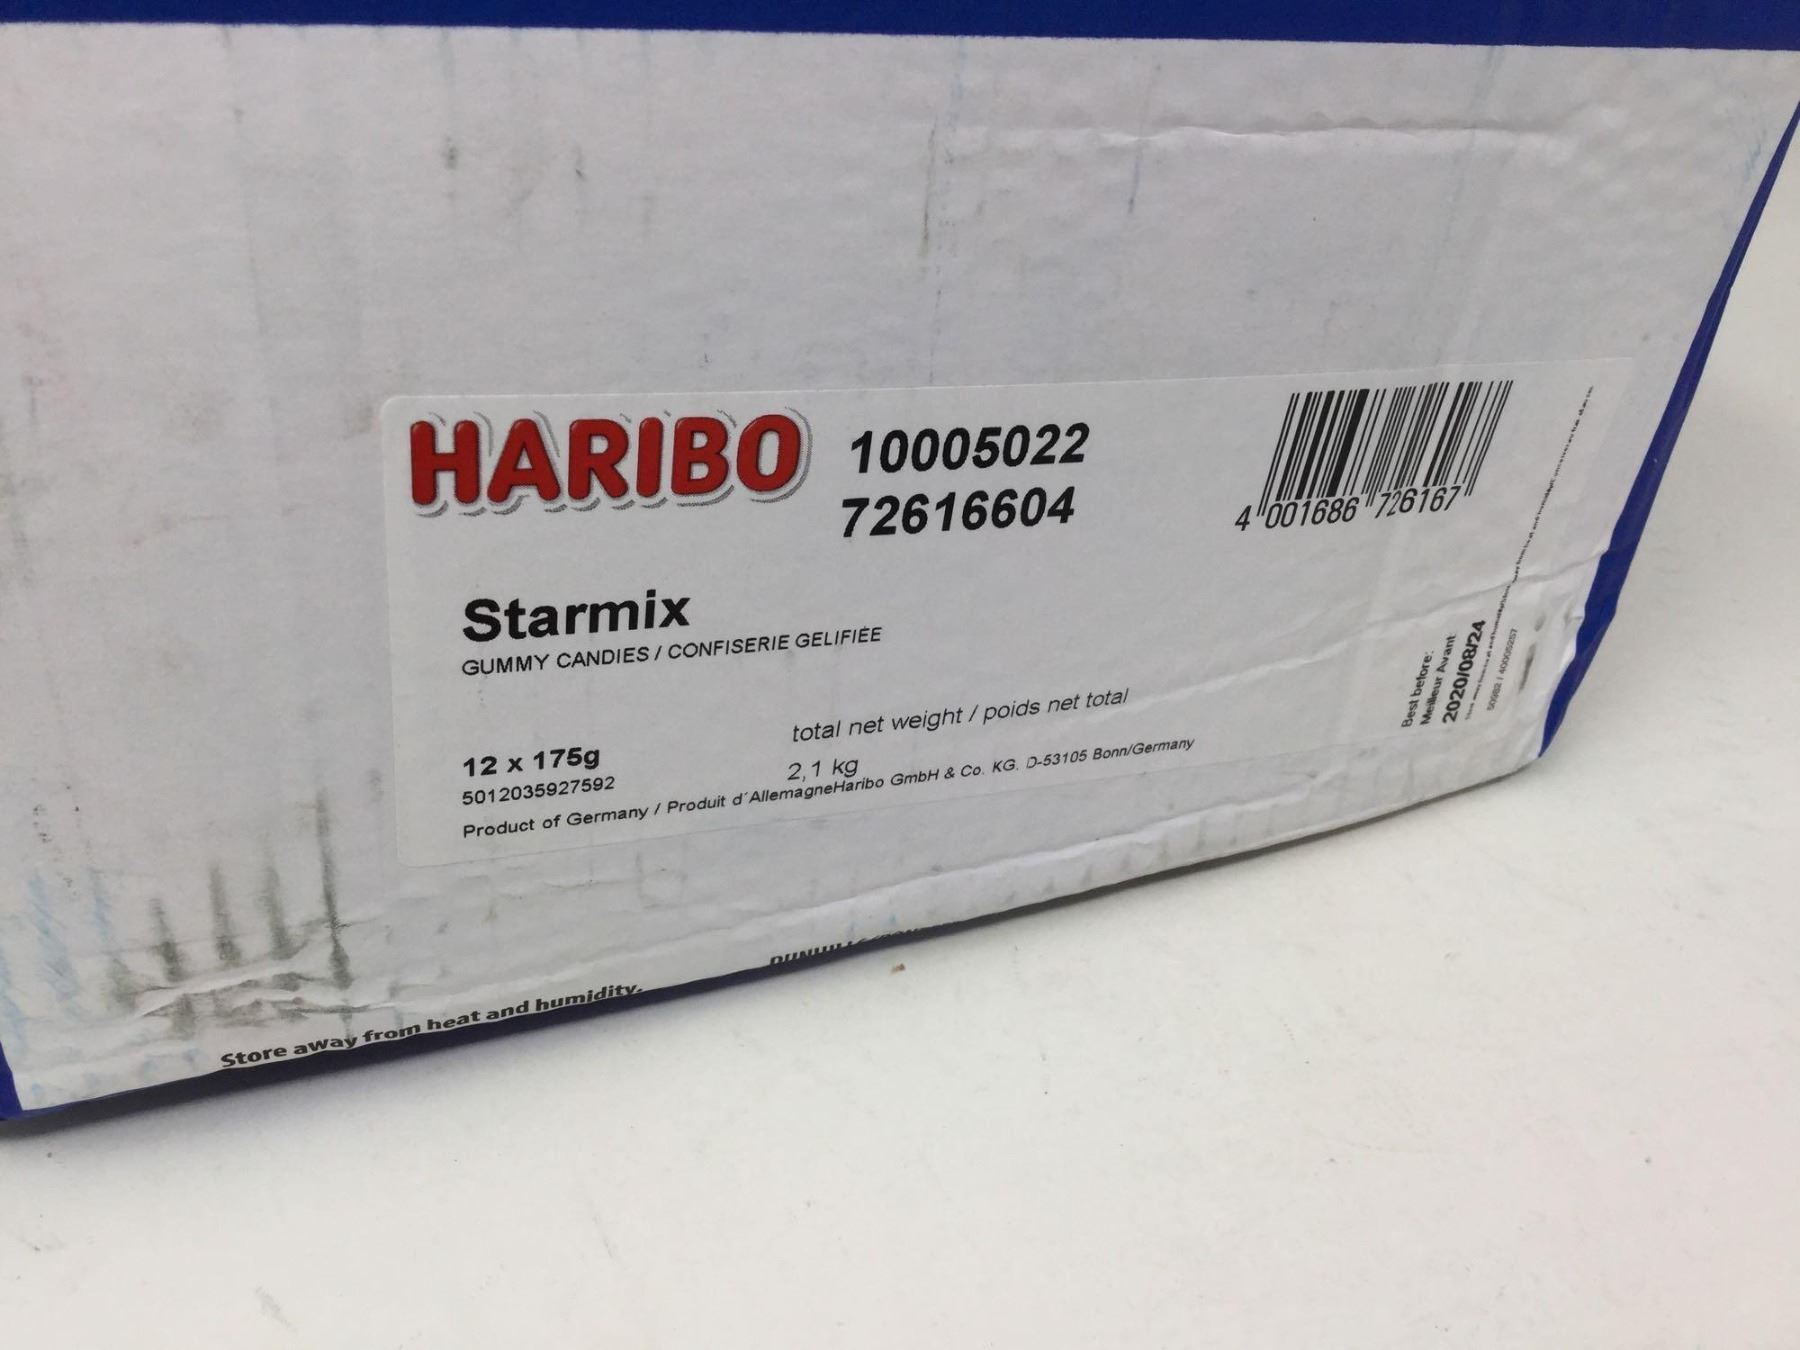 HARIBO
10005022
72616604
4 001686 726167
Starmix
GUMMY CANDIES / CONFISERIE GELIFIÉE
total net weight / poids net total
12 x 175g
2,1 kg
5012035927592
Product of Germany / Produit d´AllemagneHaribo GmbH & Co. KG. D-53105 Bonn/Germany
Best before:
Meilleur Avant
2020/08/24
Store away from heat and humidity.